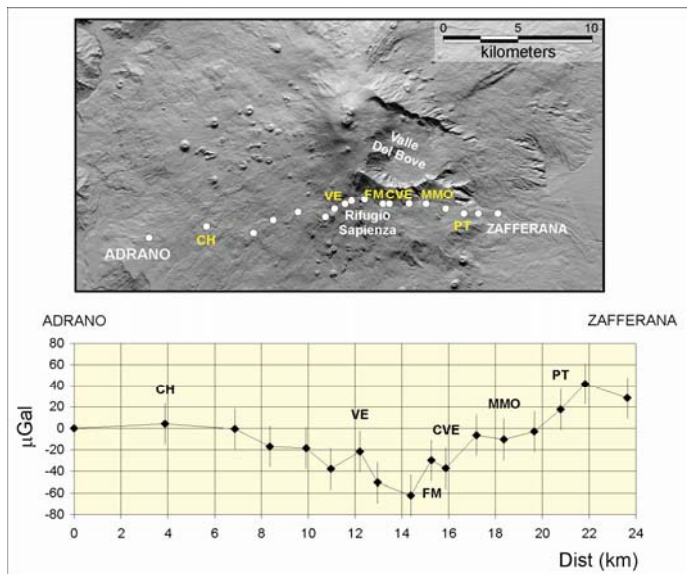 0 5 10
kilometers
Valle
Del Bove
VE FM CVE MMO
Rifugio
Sapienza
CH
PT
ADRANO
ZAFFERANA
ADRANO ZAFFERANA
80
60
40
20
0
-20
-40
-60
-80
μGal
CH
VE
FM
CVE
MMO
PT
0 2 4 6 8 10 12 14 16 18 20 22 24
Dist (km)